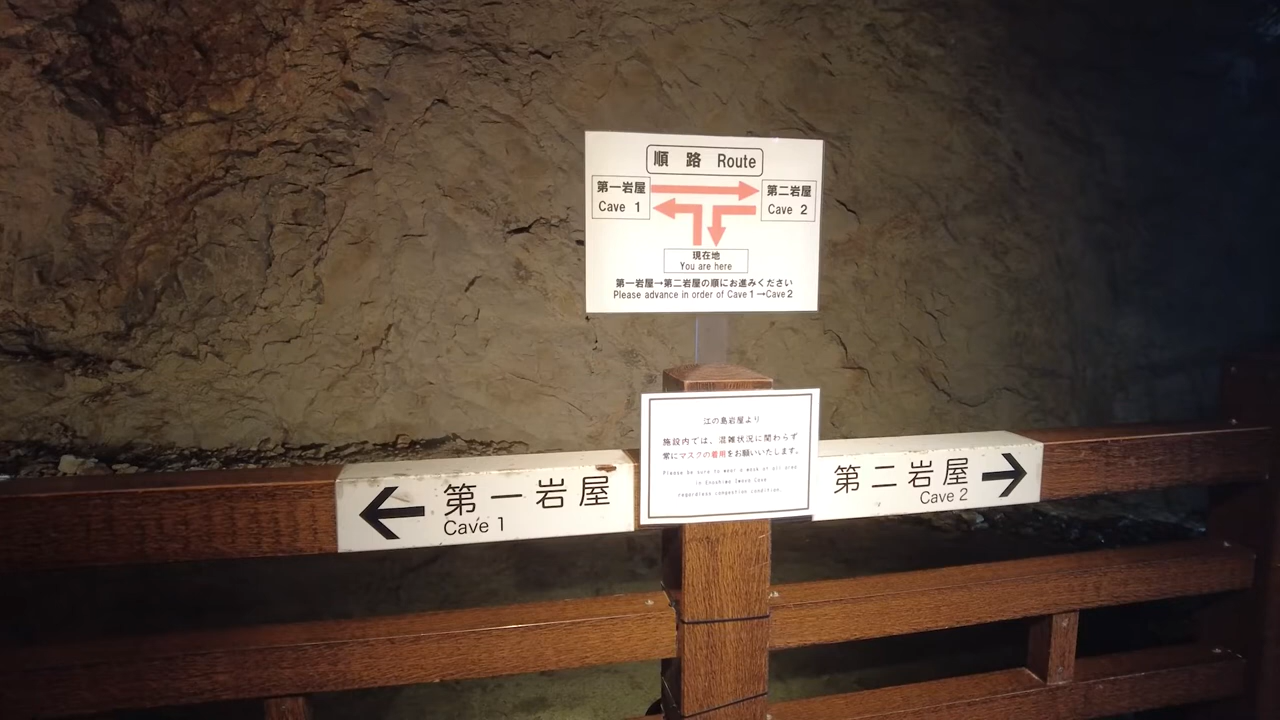 順 路 Route
第一岩屋
Cave 1
第二岩屋
Cave 2
現在地
You are here
第一岩屋→第二岩屋の順にお進みください
Please advance in order of Cave 1→Cave 2
江の島岩屋より
施設内では、混雑状況に関わらず
常にマスクの着用をお願いいたします。
Please be sure to wear a mask at all area
in Enoshima Iwaya Cave
regardless congestion condition.
← 第一岩屋
Cave 1
第二岩屋 →
Cave 2